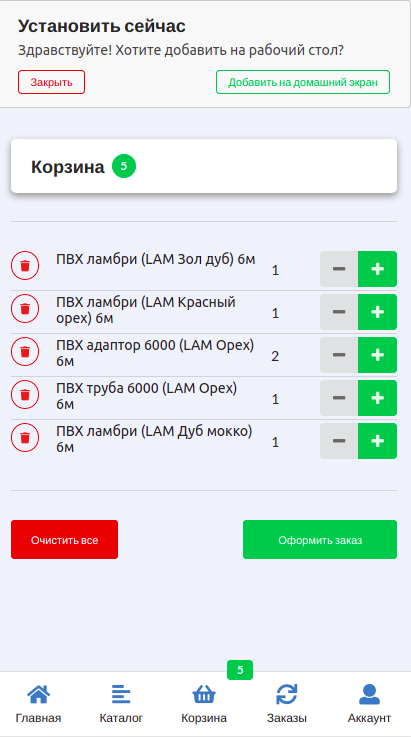 Установить сейчас
Здравствуйте! Хотите добавить на рабочий стол?
Закрыть
Добавить на домашний экран
Корзина 5
ПВХ ламбри (LAM Зол дуб) 6м
1
ПВХ ламбри (LAM Красный
орех) 6м
1
ПВХ адаптор 6000 (LAM Орех)
6м
2
ПВХ труба 6000 (LAM Орех)
6м
1
ПВХ ламбри (LAM Дуб мокко)
6м
1
Очистить все
Оформить заказ
5
Главная
Каталог
Корзина
Заказы
Аккаунт